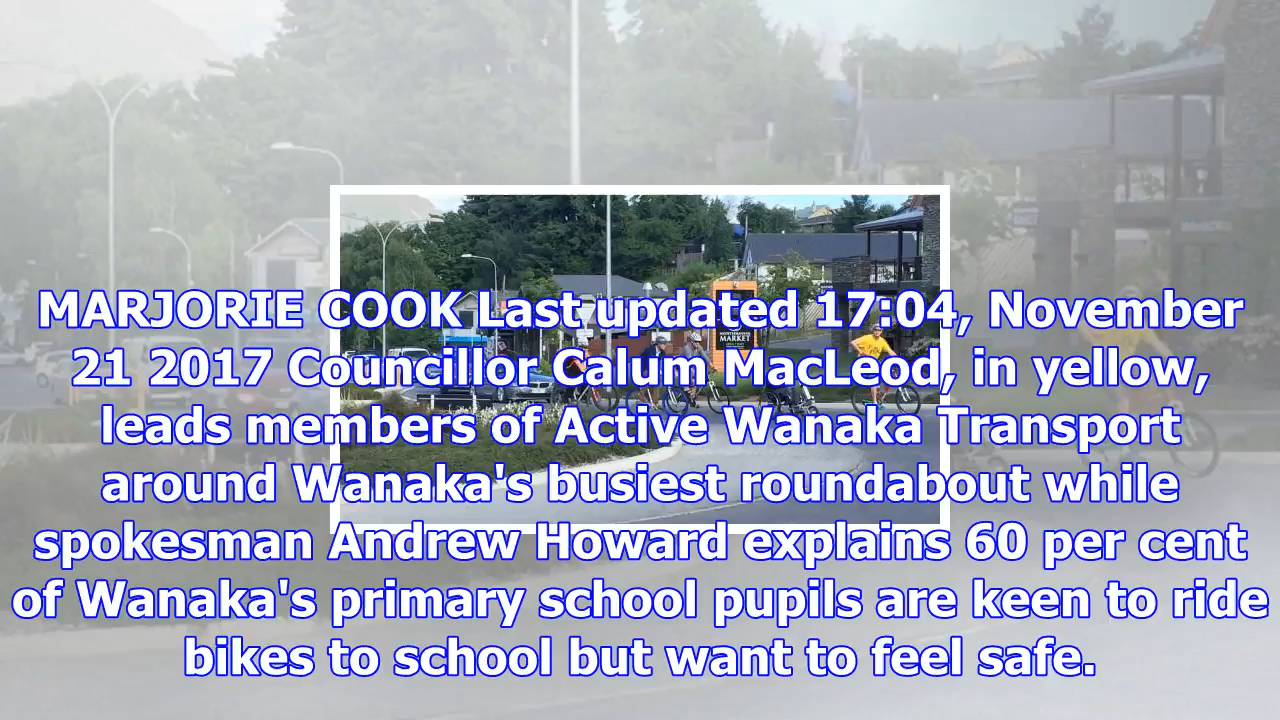 MARJORIE COOK Last updated 17:04, November
21 2017 Councillor Calum MacLeod, in yellow,
leads members of Active Wanaka Transport
around Wanaka's busiest roundabout while
spokesman Andrew Howard explains 60 per cent
of Wanaka's primary school pupils are keen to ride
bikes to school but want to feel safe.
MARKET